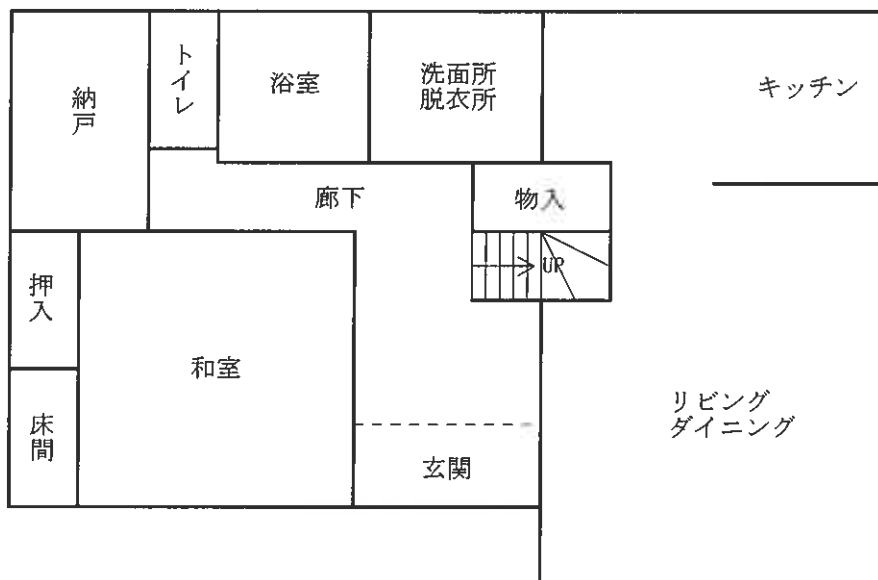 納戸
トイレ
浴室
洗面所
脱衣所
キッチン
廊下
物入
UP
押入
和室
床間
玄関
リビング
ダイニング